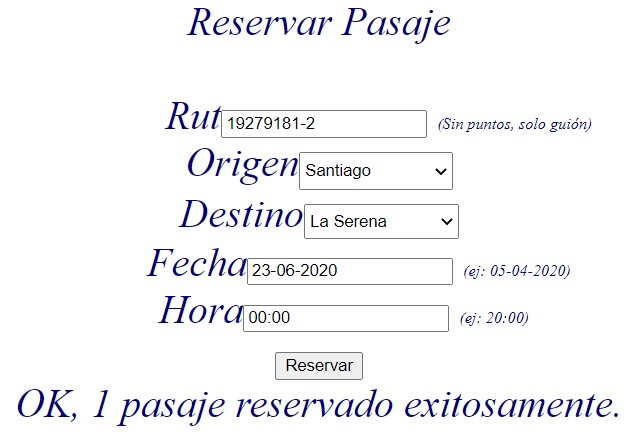 Reservar Pasaje
Rut 19279181-2 (Sin puntos, solo guión)
Origen Santiago
Destino La Serena
Fecha 23-06-2020 (ej: 05-04-2020)
Hora 00:00 (ej: 20:00)
Reservar
OK, 1 pasaje reservado exitosamente.